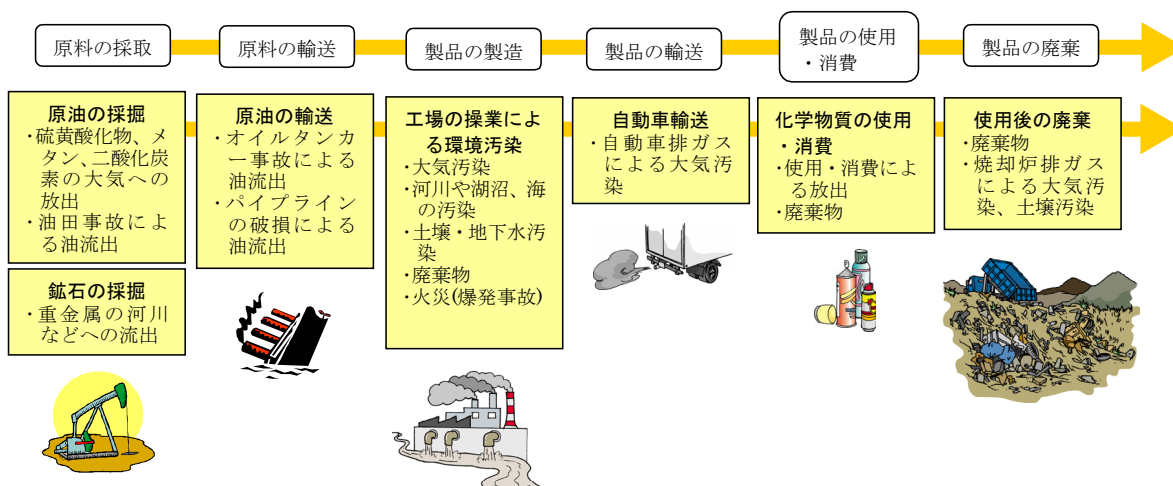 原料の採取
原料の輸送
製品の製造
製品の輸送
製品の使用
・消費
製品の廃棄
原油の採掘
・硫黄酸化物、メ
タン、二酸化炭
素の大気への
放出
・油田事故によ
る油流出
鉱石の採掘
・重金属の河川
などへの流出
原油の輸送
・オイルタンカ
ー事故による
油流出
・パイプライン
の破損による
油流出
工場の操業によ
る環境汚染
・大気汚染
・河川や湖沼、海
の汚染
・土壌・地下水汚
染
・廃棄物
・火災(爆発事故)
自動車輸送
・自動車排ガス
による大気汚
染
化学物質の使用
・消費
・使用・消費によ
る放出
・廃棄物
使用後の廃棄
・廃棄物
・焼却炉排ガス
による大気汚
染、土壌汚染